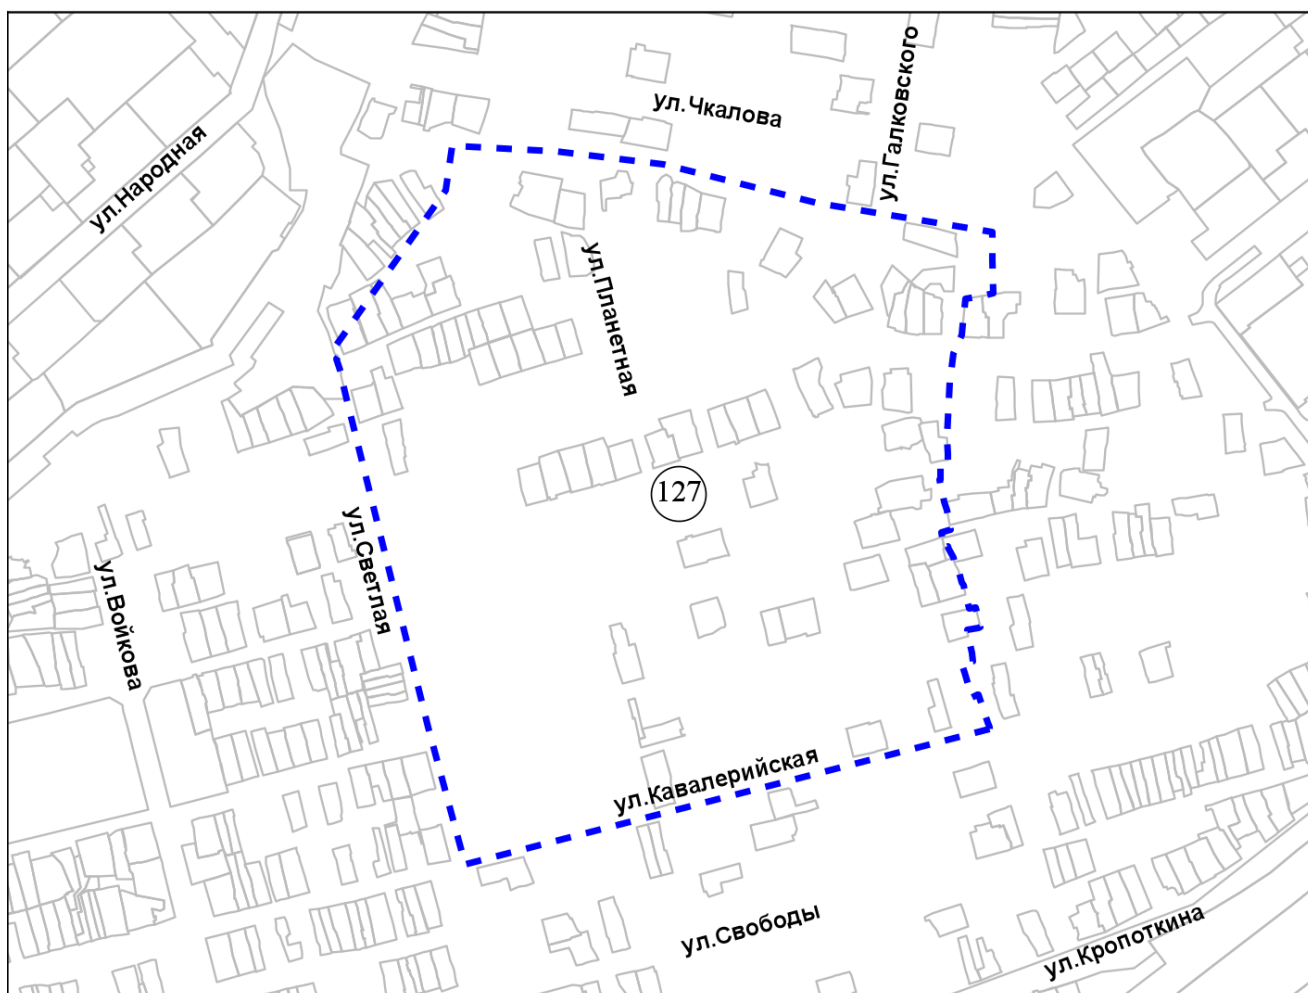 ул.Чкалова
ул.Галковского
ул.Народная
ул.Планетная
127
ул.Светлая
ул.Войкова
ул.Кавалерийская
ул.Свободы
ул.Кропоткина